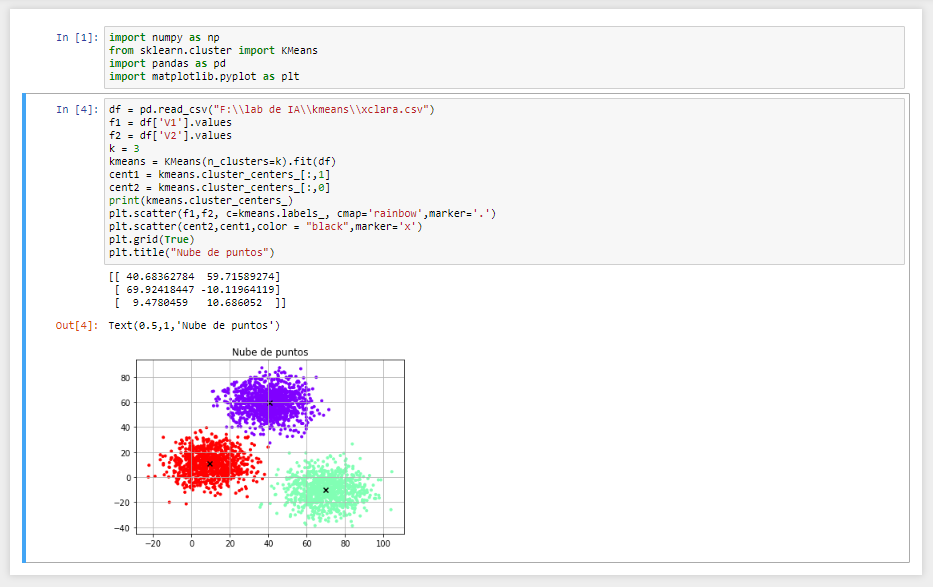 In [1]: import numpy as np
from sklearn.cluster import KMeans
import pandas as pd
import matplotlib.pyplot as plt
In [4]: df = pd.read_csv("F:\\lab de IA\\kmeans\\xclara.csv")
f1 = df['V1'].values
f2 = df['V2'].values
k = 3
kmeans = KMeans(n_clusters=k).fit(df)
cent1 = kmeans.cluster_centers_[:,1]
cent2 = kmeans.cluster_centers_[:,0]
print(kmeans.cluster_centers_)
plt.scatter(f1,f2, c=kmeans.labels_, cmap='rainbow',marker='.')
plt.scatter(cent2,cent1,color = "black",marker='x')
plt.grid(True)
plt.title("Nube de puntos")
[[ 40.68362784  59.71589274]
[ 69.92418447 -10.11964119]
[  9.4780459   10.686052  ]]
Out[4]: Text(0.5,1,'Nube de puntos')
Nube de puntos
80
60
40
20
0
−20
−40
−20 0 20 40 60 80 100